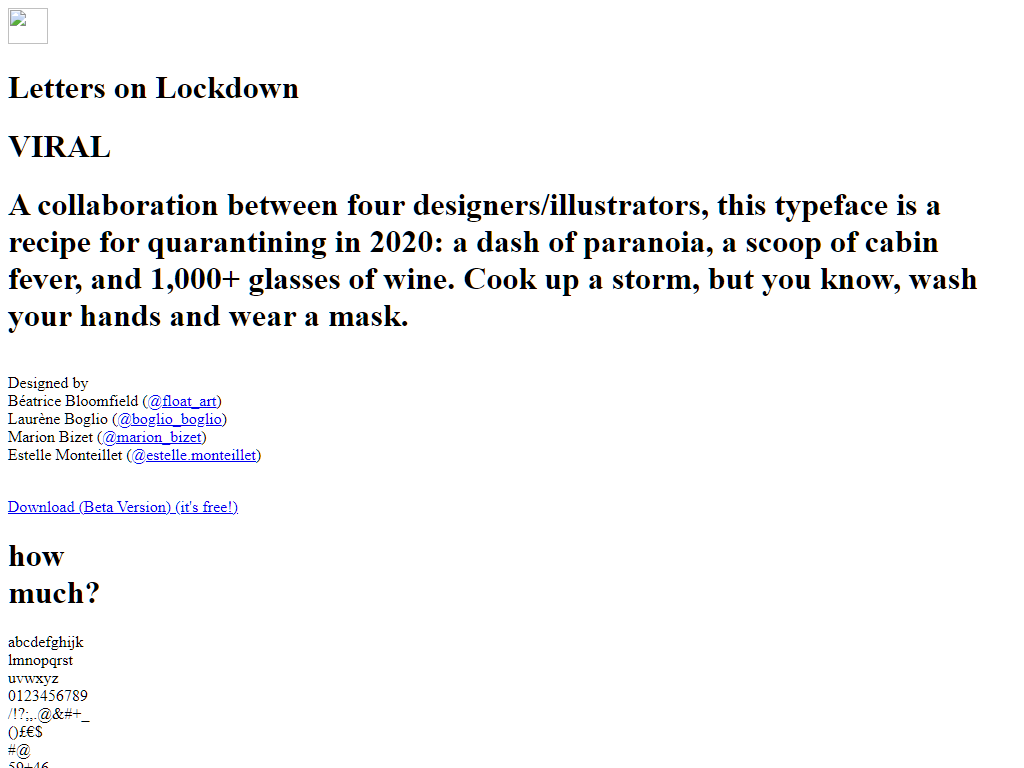 Letters on Lockdown
VIRAL
A collaboration between four designers/illustrators, this typeface is a
recipe for quarantining in 2020: a dash of paranoia, a scoop of cabin
fever, and 1,000+ glasses of wine. Cook up a storm, but you know, wash
your hands and wear a mask.
Designed by
Béatrice Bloomfield (@float_art)
Laurène Boglio (@boglio_boglio)
Marion Bizet (@marion_bizet)
Estelle Monteillet (@estelle.monteillet)
Download (Beta Version) (it's free!)
how
much?
abcdefghijk
lmnopqrst
uvwxyz
0123456789
/!?;,.@&#+_
()£€$
#@
59+46